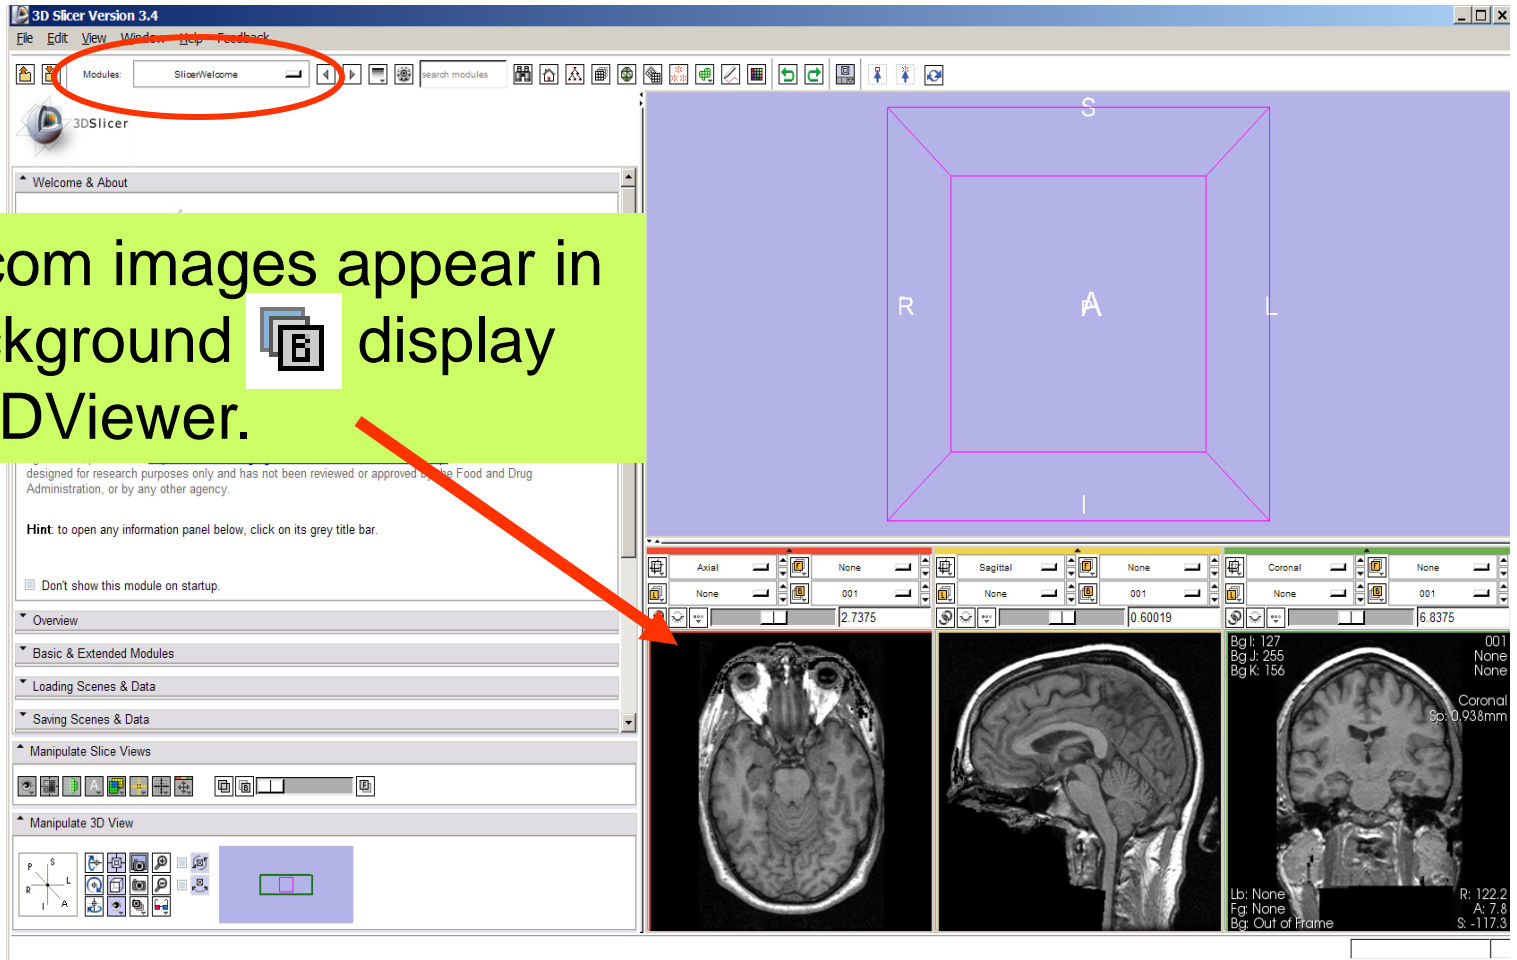 3D Slicer Version 3.4
File Edit View Window Help Feedback
Modules: SlicerWelcome search modules
3DSlicer
Welcome & About
com images appear in
ckground B display
DViewer.
designed for research purposes only and has not been reviewed or approved by the Food and Drug
Administration, or by any other agency.
Hint: to open any information panel below, click on its grey title bar.
Don't show this module on startup.
Overview
Basic & Extended Modules
Loading Scenes & Data
Saving Scenes & Data
Manipulate Slice Views
B F
Manipulate 3D View
P S
R L
I A
S
R A L
I
Axial F None
L None B 001
2.7375
Sagittal F None
L None B 001
0.60019
Coronal F None
L None B 001
6.8375
Bg I: 127 001
Bg J: 255 None
Bg K: 156 None
Coronal
Sp: 0.938mm
Lb: None R: 122.2
Fg: None A: 7.8
Bg: Out of Frame S: -117.3